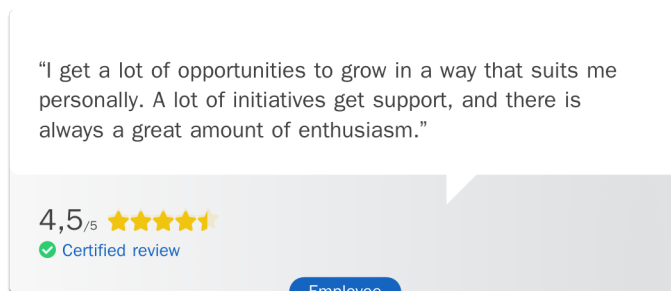 “I get a lot of opportunities to grow in a way that suits me
personally. A lot of initiatives get support, and there is
always a great amount of enthusiasm.”
4,5/5
Certified review
Employee